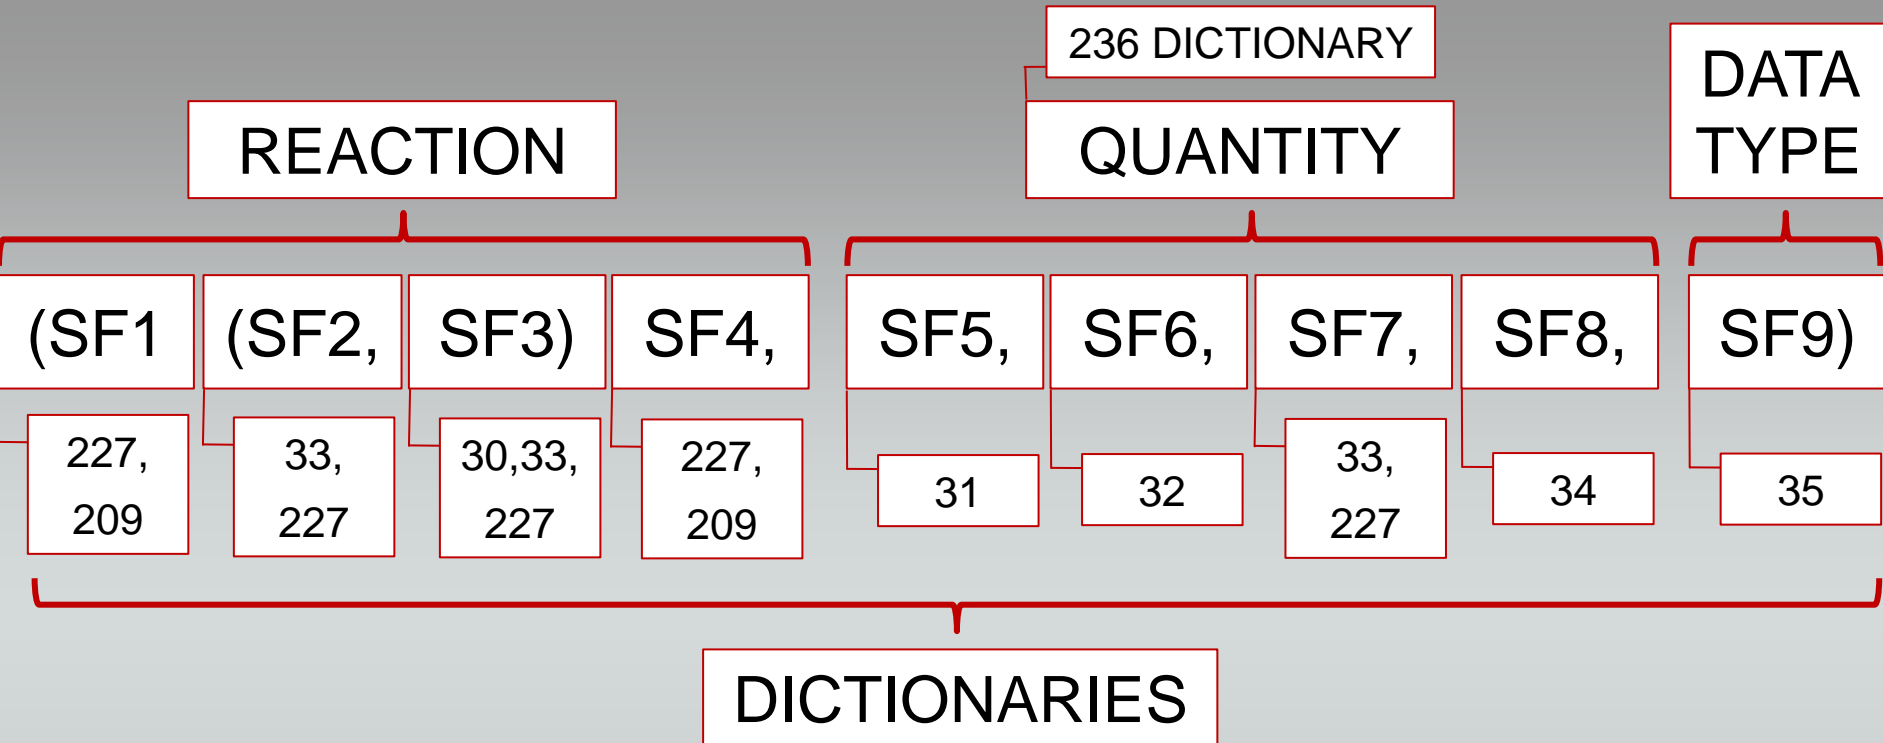 236 DICTIONARY
REACTION
QUANTITY
DATA
TYPE
(SF1
(SF2,
SF3)
SF4,
SF5,
SF6,
SF7,
SF8,
SF9)
227,
209
33,
227
30,33,
227
227,
209
31
32
33,
227
34
35
DICTIONARIES